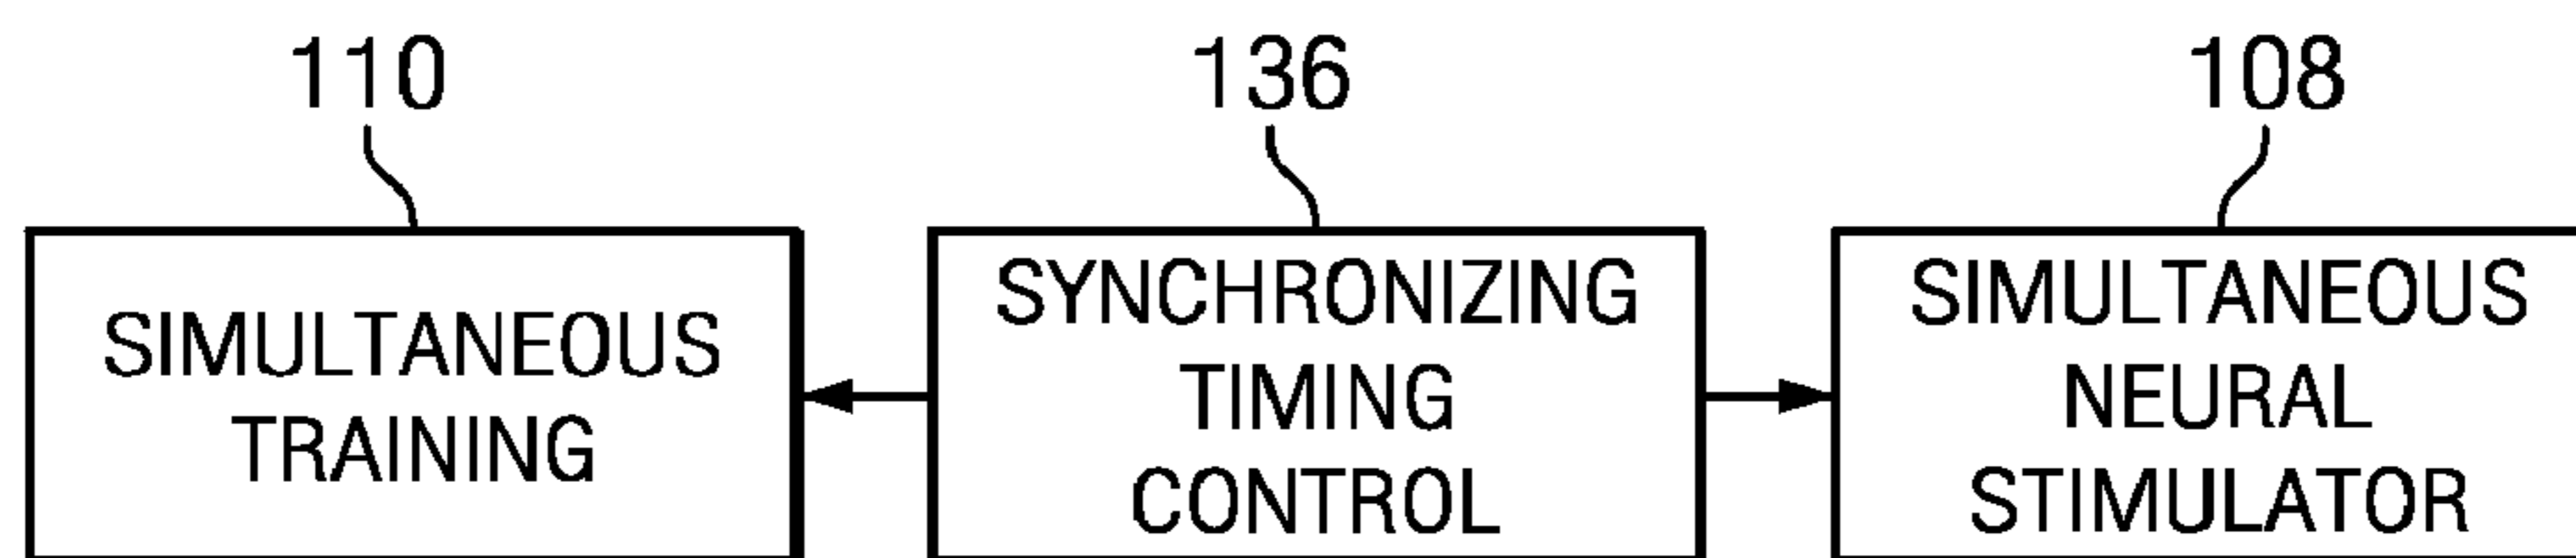 110
136
108
SIMULTANEOUS
TRAINING
SYNCHRONIZING
TIMING
CONTROL
SIMULTANEOUS
NEURAL
STIMULATOR